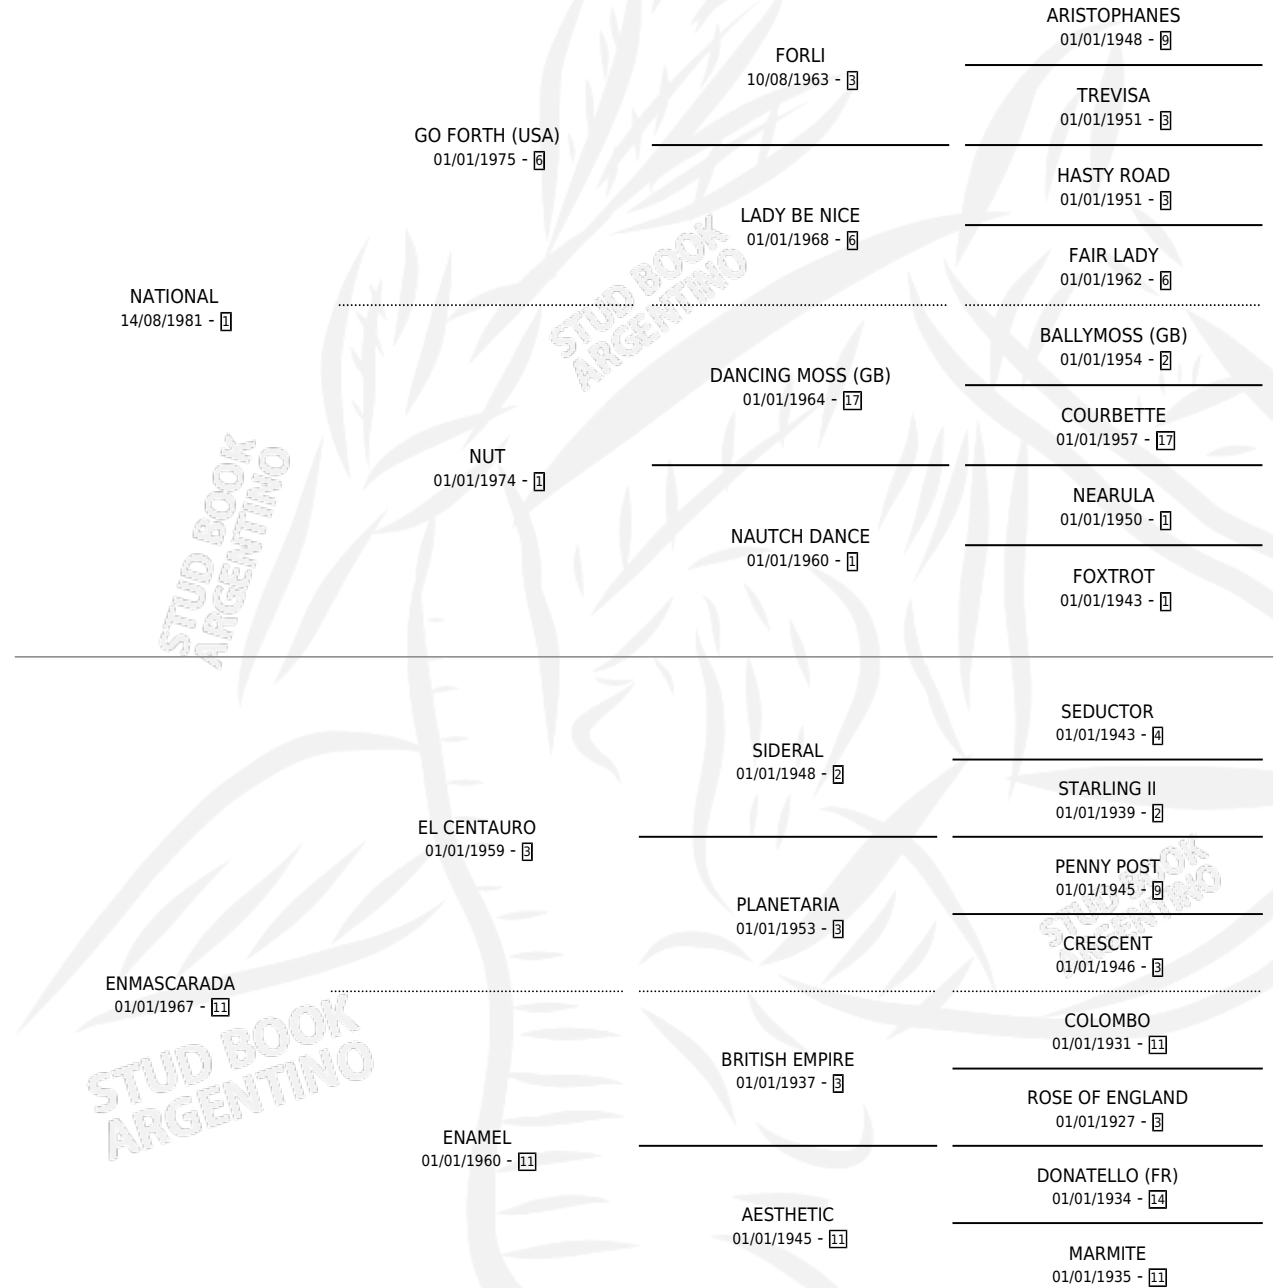 ARISTOPHANES
01/01/1948 - 9
FORLI
10/08/1963 - 3
TREVISA
01/01/1951 - 3
GO FORTH (USA)
01/01/1975 - 6
HASTY ROAD
01/01/1951 - 3
LADY BE NICE
01/01/1968 - 6
FAIR LADY
01/01/1962 - 6
NATIONAL
14/08/1981 - 1
BALLYMOSS (GB)
01/01/1954 - 2
DANCING MOSS (GB)
01/01/1964 - 17
COURBETTE
01/01/1957 - 17
NUT
01/01/1974 - 1
NEARULA
01/01/1950 - 1
NAUTCH DANCE
01/01/1960 - 1
FOXTROT
01/01/1943 - 1
SEDUCTOR
01/01/1943 - 4
SIDERAL
01/01/1948 - 2
STARLING II
01/01/1939 - 2
EL CENTAURO
01/01/1959 - 3
PENNY POST
01/01/1945 - 9
PLANETARIA
01/01/1953 - 3
CRESCENT
01/01/1946 - 3
ENMASCARADA
01/01/1967 - 11
COLOMBO
01/01/1931 - 11
BRITISH EMPIRE
01/01/1937 - 3
ROSE OF ENGLAND
01/01/1927 - 3
ENAMEL
01/01/1960 - 11
DONATELLO (FR)
01/01/1934 - 14
AESTHETIC
01/01/1945 - 11
MARMITE
01/01/1935 - 11
STUD BOOK
ARGENTINO
STUD BOOK
ARGENTINO
STUD BOOK
ARGENTINO
STUD BOOK
ARGENTINO